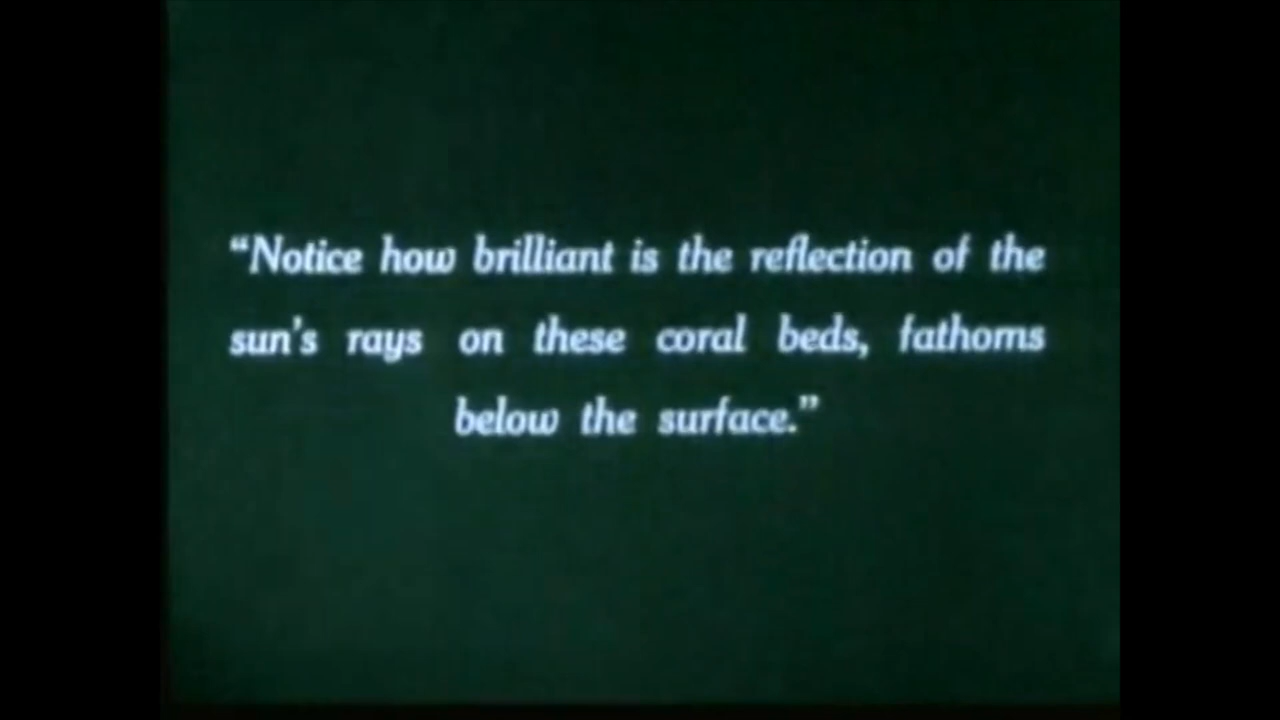 “Notice how brilliant is the reflection of the
sun’s rays on these coral beds, fathoms
below the surface.”